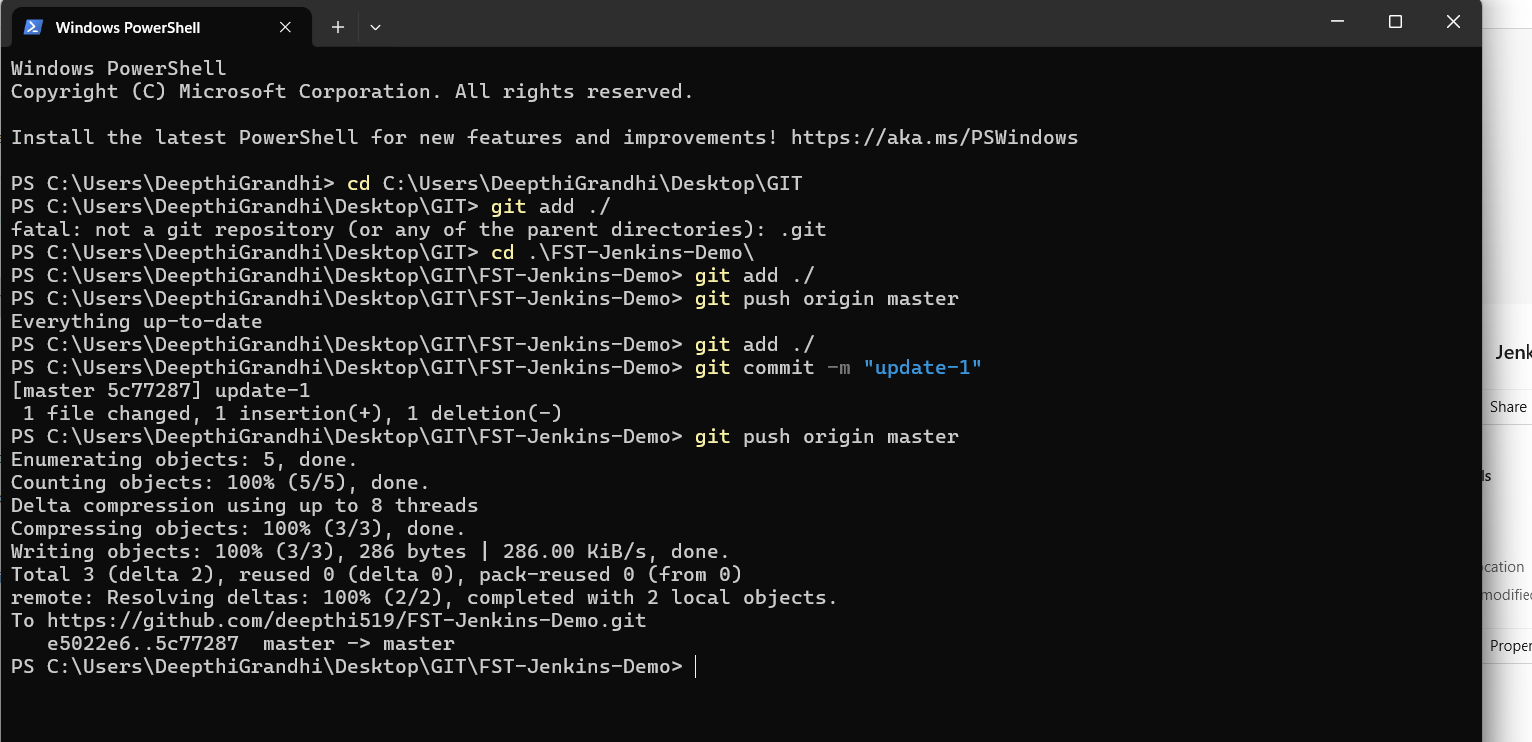 Windows PowerShell
Windows PowerShell
Copyright (C) Microsoft Corporation. All rights reserved.
Install the latest PowerShell for new features and improvements! https://aka.ms/PSWindows
PS C:\Users\DeepthiGrandhi> cd C:\Users\DeepthiGrandhi\Desktop\GIT
PS C:\Users\DeepthiGrandhi\Desktop\GIT> git add ./
fatal: not a git repository (or any of the parent directories): .git
PS C:\Users\DeepthiGrandhi\Desktop\GIT> cd .\FST-Jenkins-Demo\
PS C:\Users\DeepthiGrandhi\Desktop\GIT\FST-Jenkins-Demo> git add ./
PS C:\Users\DeepthiGrandhi\Desktop\GIT\FST-Jenkins-Demo> git push origin master
Everything up-to-date
PS C:\Users\DeepthiGrandhi\Desktop\GIT\FST-Jenkins-Demo> git add ./
PS C:\Users\DeepthiGrandhi\Desktop\GIT\FST-Jenkins-Demo> git commit -m "update-1"
[master 5c77287] update-1
 1 file changed, 1 insertion(+), 1 deletion(-)
PS C:\Users\DeepthiGrandhi\Desktop\GIT\FST-Jenkins-Demo> git push origin master
Enumerating objects: 5, done.
Counting objects: 100% (5/5), done.
Delta compression using up to 8 threads
Compressing objects: 100% (3/3), done.
Writing objects: 100% (3/3), 286 bytes | 286.00 KiB/s, done.
Total 3 (delta 2), reused 0 (delta 0), pack-reused 0 (from 0)
remote: Resolving deltas: 100% (2/2), completed with 2 local objects.
To https://github.com/deepthi519/FST-Jenkins-Demo.git
   e5022e6..5c77287  master -> master
PS C:\Users\DeepthiGrandhi\Desktop\GIT\FST-Jenkins-Demo>
Jenk
Share
ls
ocation
modified
Proper